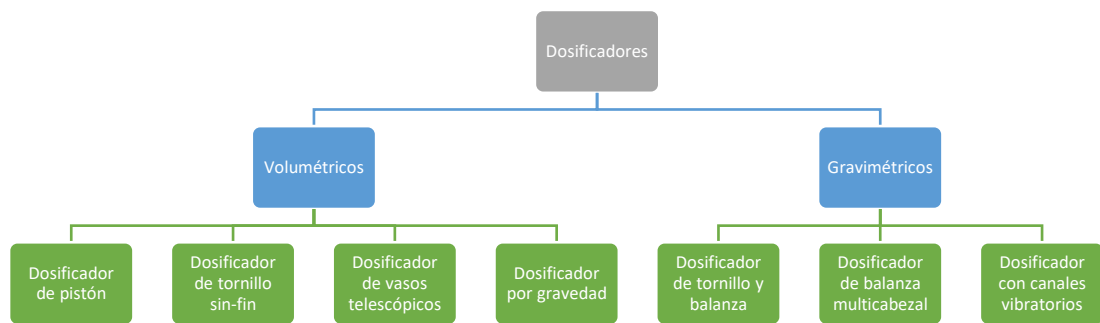 Dosificadores
Volumétricos
Gravimétricos
Dosificador
de pistón
Dosificador
de tornillo
sin-fin
Dosificador
de vasos
telescópicos
Dosificador
por gravedad
Dosificador
de tornillo y
balanza
Dosificador
de balanza
multicabezal
Dosificador
con canales
vibratorios